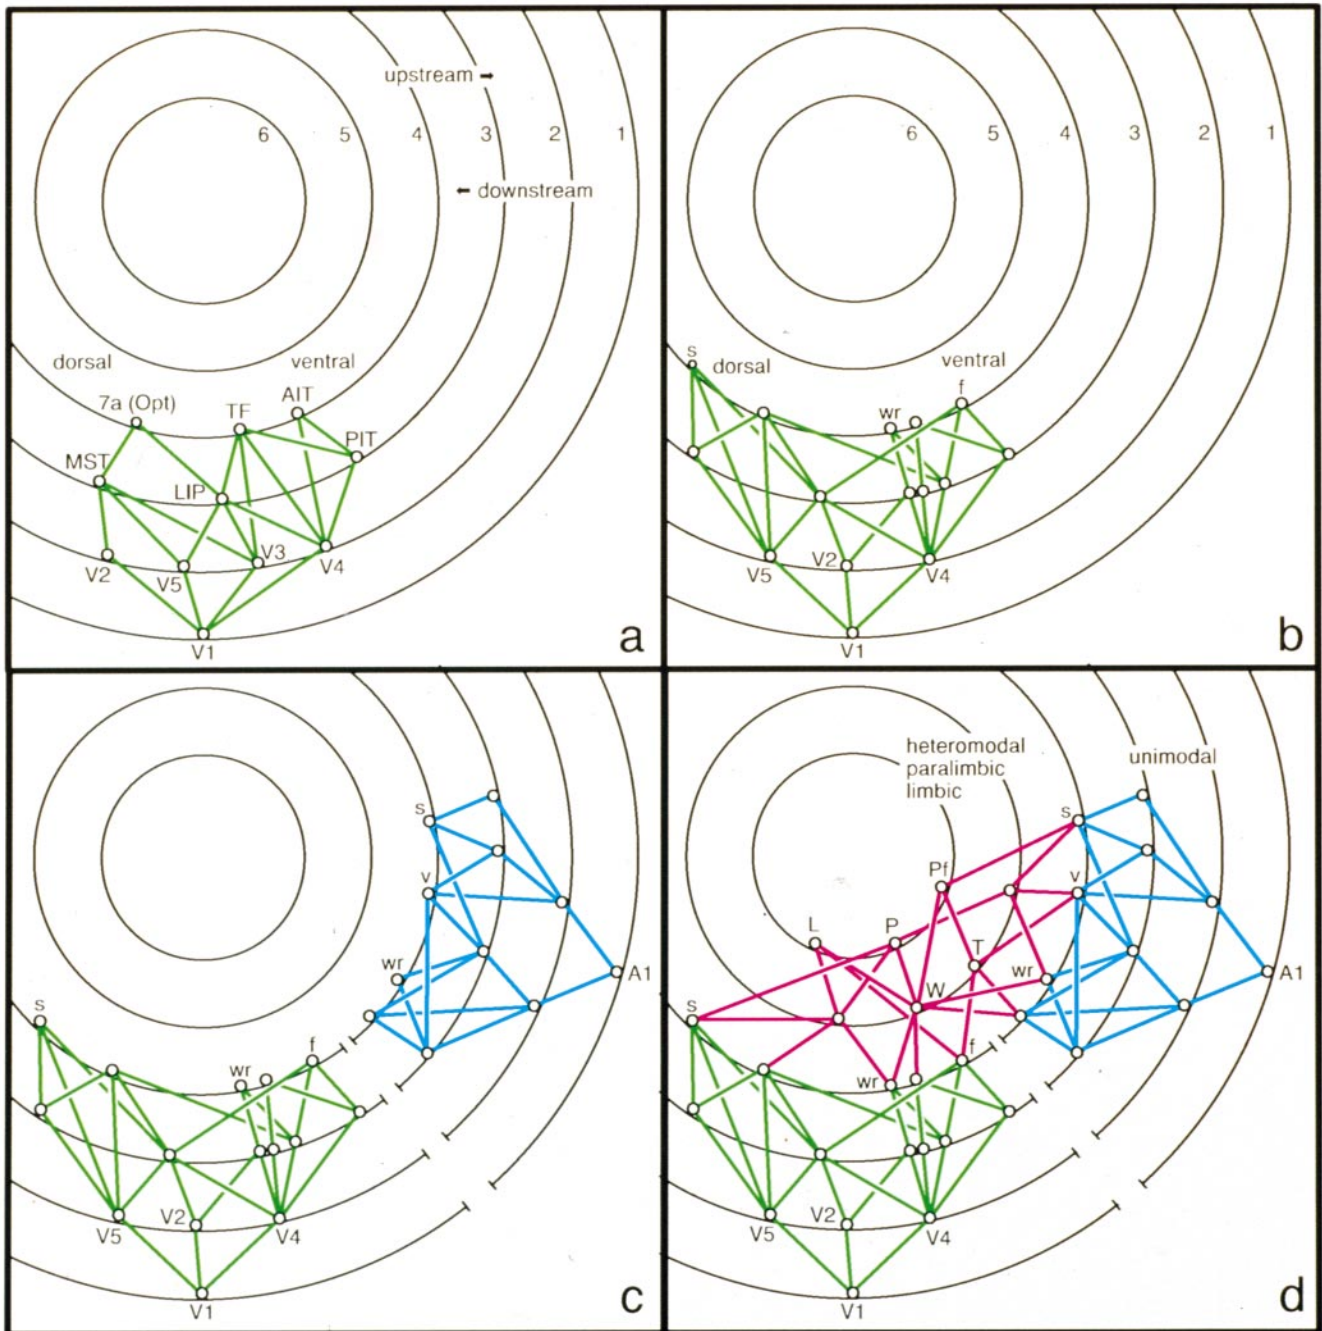 upstream →
6 5 4 3 2 1
← downstream
dorsal
ventral
7a (Opt)
TF
AIT
MST
LIP
PIT
V2
V5
V3
V4
V1
a
6 5 4 3 2 1
s
dorsal
ventral
wr
f
V5
V2
V4
V1
b
s
v
wr
A1
s
wr
f
V5
V2
V4
V1
c
heteromodal
paralimbic
limbic
unimodal
s
Pf
v
L
P
T
wr
A1
W
s
f
wr
V5
V2
V4
V1
d